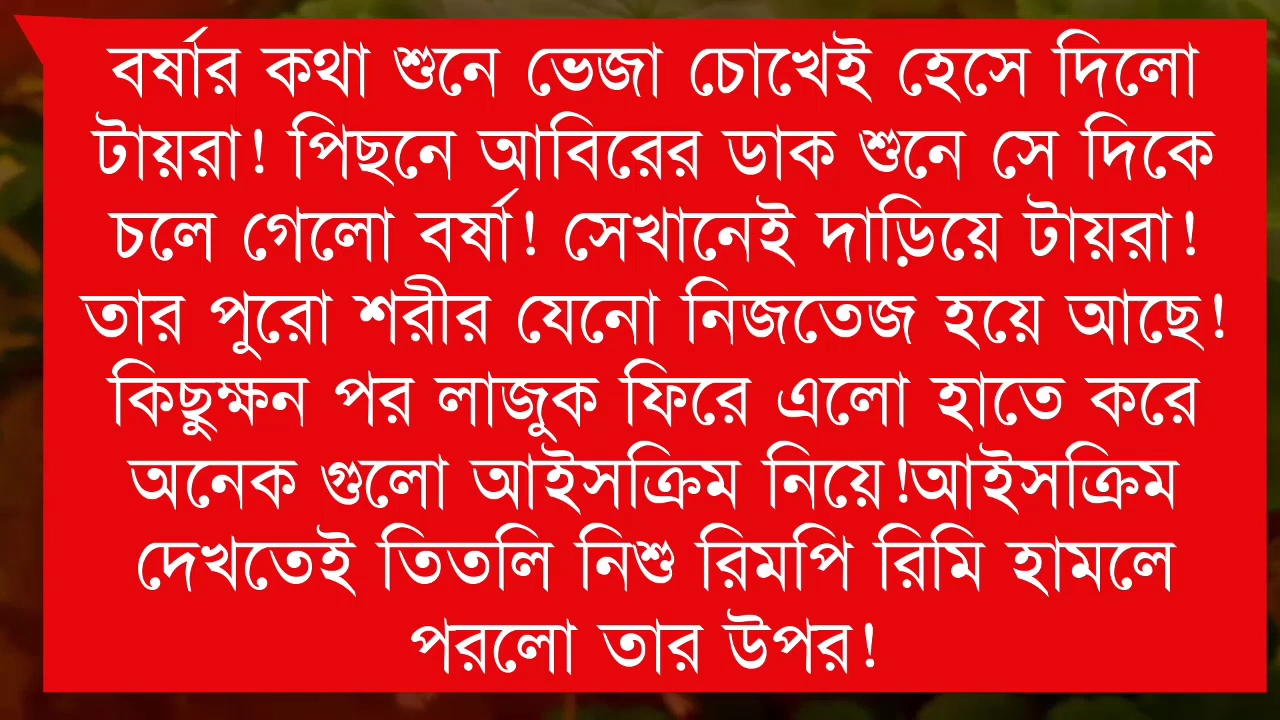 বর্ষার কথা শুনে ভেজা চোখেই হেসে দিলো
টায়রা! পিছনে আবিরের ডাক শুনে সে দিকে
চলে গেলো বর্ষা! সেখানেই দাড়িয়ে টায়রা!
তার পুরো শরীর যেনো নিজতেজ হয়ে আছে!
কিছুক্ষন পর লাজুক ফিরে এলো হাতে করে
অনেক গুলো আইসক্রিম নিয়ে!আইসক্রিম
দেখতেই তিতলি নিশু রিমপি রিমি হামলে
পরলো তার উপর!